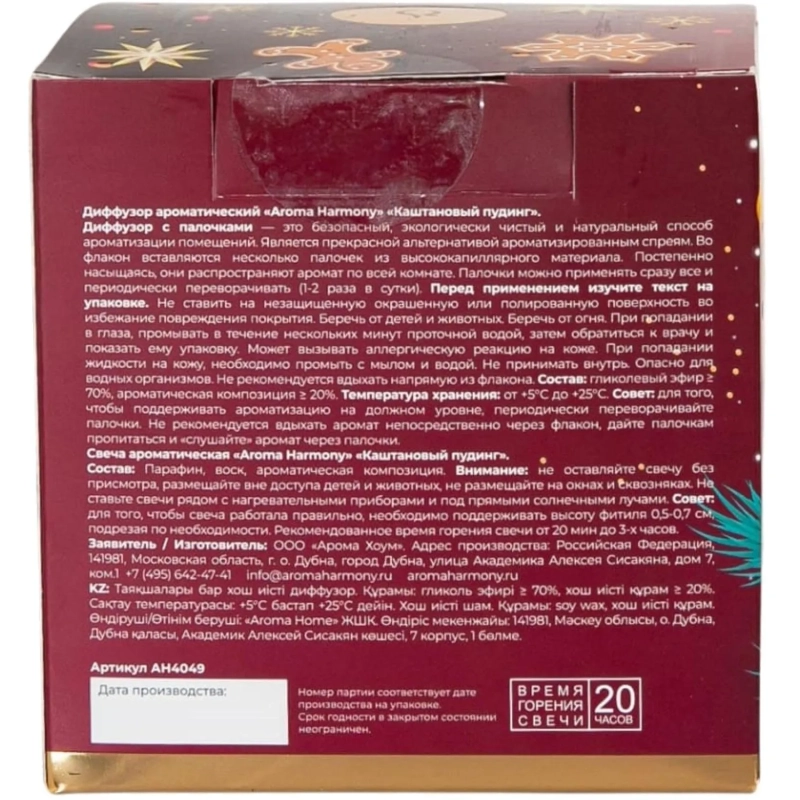 Диффузор ароматический «Aroma Harmony» «Каштановый пудинг».
Диффузор с палочками — это безопасный, экологически чистый и натуральный способ
ароматизации помещений. Является прекрасной альтернативой ароматизированным спреям. Во
флакон вставляются несколько палочек из высококапиллярного материала. Постепенно
насыщаясь, они распространяют аромат по всей комнате. Палочки можно применять сразу все и
периодически переворачивать (1-2 раза в сутки). Перед применением изучите текст на
упаковке. Не ставить на незащищенную окрашенную или полированную поверхность во
избежание повреждения покрытия. Беречь от детей и животных. Беречь от огня. При попадании
в глаза, промывать в течение нескольких минут проточной водой, затем обратиться к врачу и
показать ему упаковку. Может вызывать аллергическую реакцию на коже. При попадании
жидкости на кожу, необходимо промыть с мылом и водой. Не принимать внутрь. Опасно для
водных организмов. Не рекомендуется вдыхать напрямую из флакона. Состав: гликолевый эфир ≥
70%, ароматическая композиция ≥ 20%. Температура хранения: от +5°C до +25°C. Совет: для того,
чтобы поддерживать ароматизацию на должном уровне, периодически переворачивайте
палочки. Не рекомендуется вдыхать аромат непосредственно через флакон, дайте палочкам
пропитаться и «слушайте» аромат через палочки.
Свеча ароматическая «Aroma Harmony» «Каштановый пудинг».
Состав: Парафин, воск, ароматическая композиция. Внимание: не оставляйте свечу без
присмотра, размещайте вне доступа детей и животных, не размещайте на окнах и сквозняках. Не
ставьте свечи рядом с нагревательными приборами и под прямыми солнечными лучами. Совет:
для того, чтобы свеча работала правильно, необходимо поддерживать высоту фитиля 0,5-0,7 см,
подрезая по необходимости. Рекомендованное время горения свечи от 20 мин до 3-х часов.
Заявитель / Изготовитель: ООО «Арома Хоум». Адрес производства: Российская Федерация,
141981, Московская область, г. о. Дубна, город Дубна, улица Академика Алексея Сисакяна, дом 7,
ком.1 +7 (495) 642-47-41 info@aromaharmony.ru aromaharmony.ru
KZ: Таяқшалары бар хош иісті диффузор. Құрамы: гликоль эфирі ≥ 70%, хош иісті құрам ≥ 20%.
Сақтау температурасы: +5°C бастап +25°C дейін. Хош иісті шам. Құрамы: soy wax, хош иісті құрам.
Өндіруші/Өтінім беруші: «Aroma Home» ЖШК. Өндіріс мекенжайы: 141981, Мәскеу облысы, о. Дубна,
Дубна қаласы, Академик Алексей Сисакян көшесі, 7 корпус, 1 бөлме.
Артикул АН4049
Дата производства:
Номер партии соответствует дате
производства на упаковке.
Срок годности в закрытом состоянии
неограничен.
ВРЕМЯ
ГОРЕНИЯ
СВЕЧИ
20
ЧАСОВ